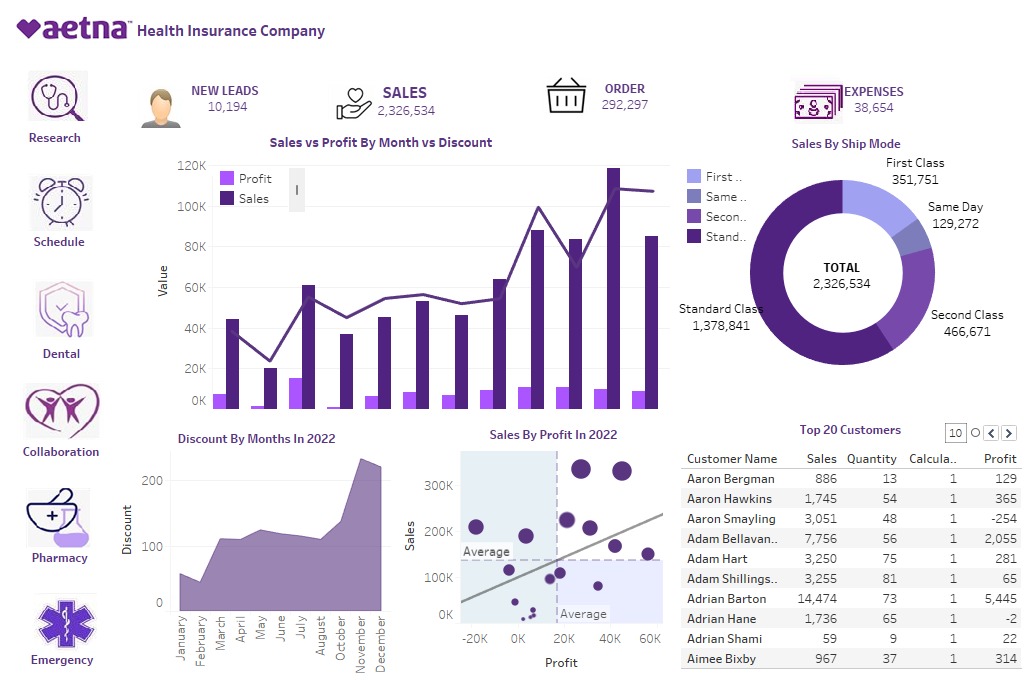 aetna™ Health Insurance Company
NEW LEADS
10,194
SALES
2,326,534
ORDER
292,297
EXPENSES
38,654
Research
Schedule
Dental
Collaboration
Pharmacy
Emergency
Sales vs Profit By Month vs Discount
Profit
Sales
Value
120K
100K
80K
60K
40K
20K
0K
Sales By Ship Mode
First ..
Same ..
Secon..
Stand..
First Class
351,751
Same Day
129,272
TOTAL
2,326,534
Standard Class
1,378,841
Second Class
466,671
Discount By Months In 2022
Discount
200
100
0
January
February
March
April
May
June
July
August
October
November
December
Sales By Profit In 2022
Sales
300K
200K
100K
0K
Average
Average
-20K 0K 20K 40K 60K
Profit
Top 20 Customers
10
Customer Name Sales Quantity Calcula.. Profit
Aaron Bergman 886 13 1 129
Aaron Hawkins 1,745 54 1 365
Aaron Smayling 3,051 48 1 -254
Adam Bellavan.. 7,756 56 1 2,055
Adam Hart 3,250 75 1 281
Adam Shillings.. 3,255 81 1 65
Adrian Barton 14,474 73 1 5,445
Adrian Hane 1,736 65 1 -2
Adrian Shami 59 9 1 22
Aimee Bixby 967 37 1 314